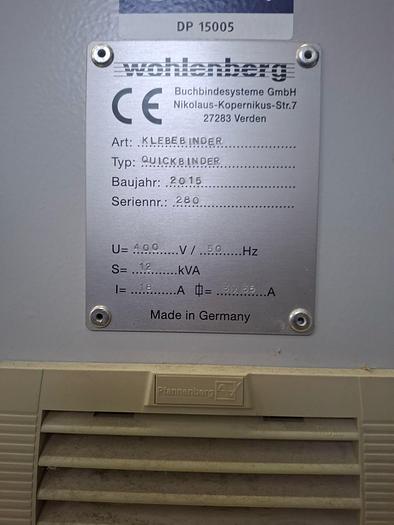 DP 15005
wohlenberg
CE
Buchbindesysteme GmbH
Nikolaus-Kopernikus-Str.7
27283 Verden
Art: KLEBEBINDER
Typ: QUICKBINDER
Baujahr: 2015
Seriennr.: 280
U= 400 V / 50 Hz
S= 12 kVA
I= A = A
Made in Germany
Pfannenberg